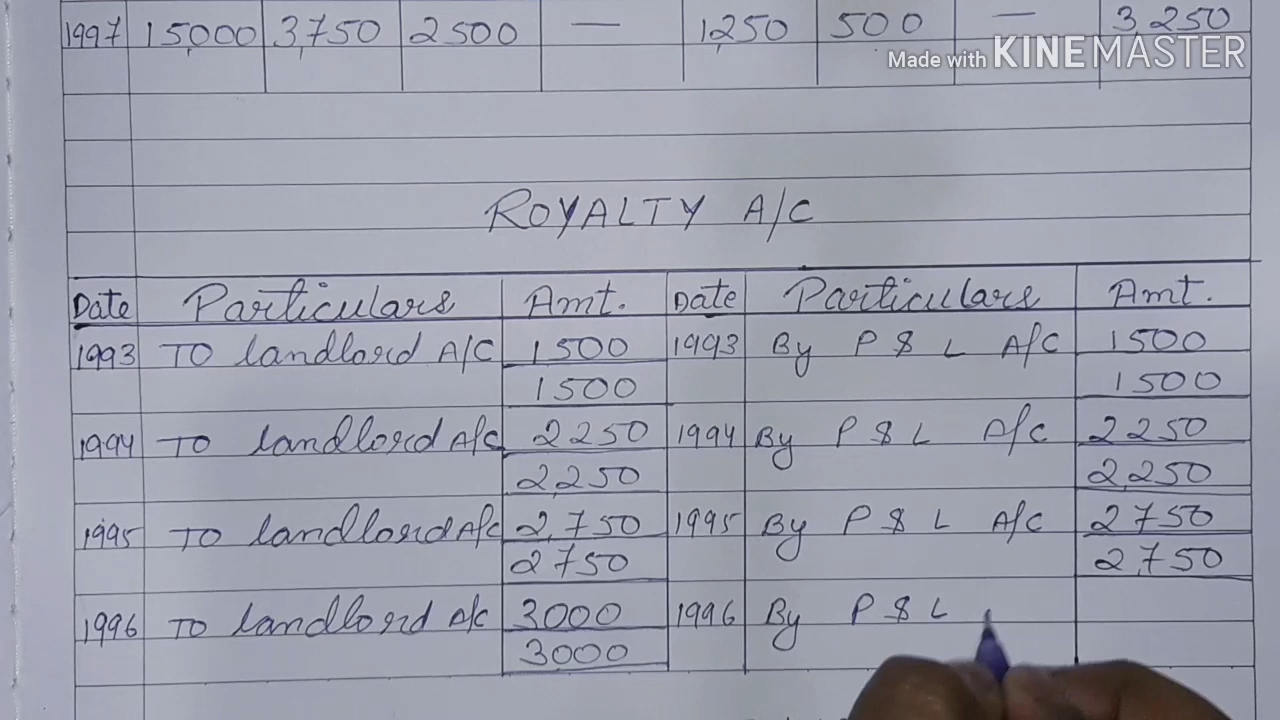 1997 15,000 3,750 2500 — 1,250 500 — 3,250
Made with KINEMASTER
ROYALTY A/C
Date Particulars Amt. Date Particulars Amt.
1993 TO landlord A/C 1500 1993 By P & L A/C 1500
1500 1500
1994 TO landlord A/C 2250 1994 By P & L A/C 2250
2,250 2,250
1995 TO landlord A/C 2,750 1995 By P & L A/C 2750
2750 2,750
1996 TO landlord A/C 3000 1996 By P & L
3000